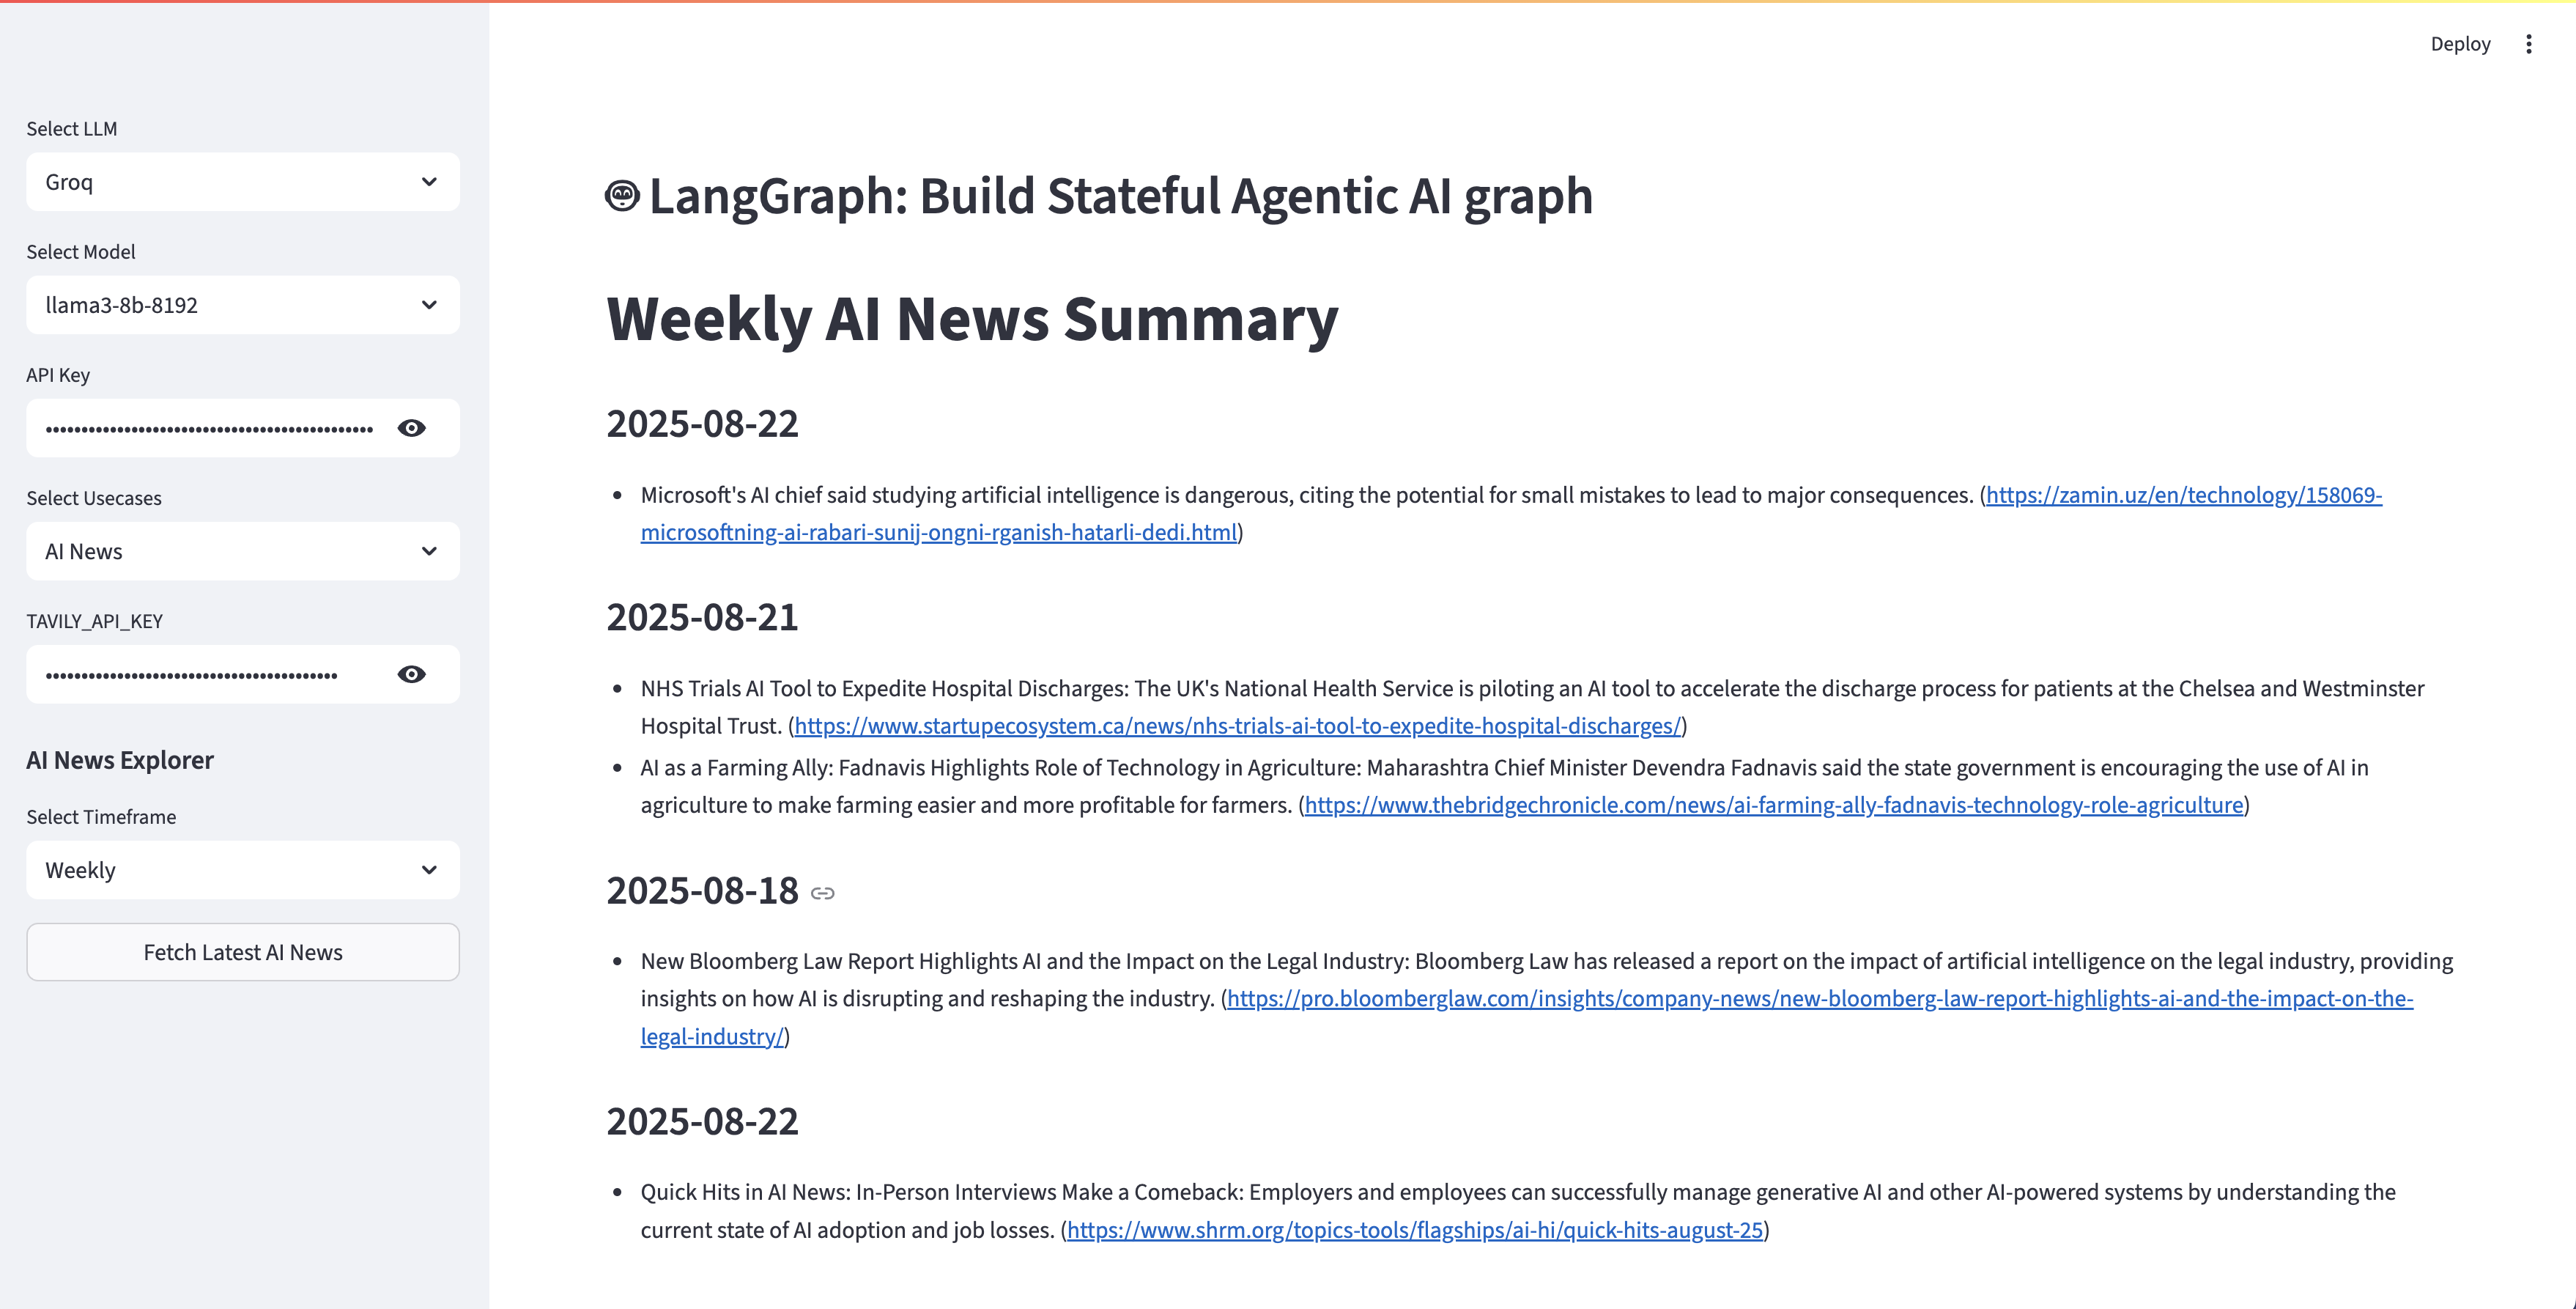 Deploy
Select LLM
Groq
Select Model
llama3-8b-8192
API Key
Select Usecases
AI News
TAVILY_API_KEY
AI News Explorer
Select Timeframe
Weekly
Fetch Latest AI News
LangGraph: Build Stateful Agentic AI graph
Weekly AI News Summary
2025-08-22
• Microsoft's AI chief said studying artificial intelligence is dangerous, citing the potential for small mistakes to lead to major consequences. (https://zamin.uz/en/technology/158069-
microsoftning-ai-rabari-sunij-ongni-rganish-hatarli-dedi.html)
2025-08-21
• NHS Trials AI Tool to Expedite Hospital Discharges: The UK's National Health Service is piloting an AI tool to accelerate the discharge process for patients at the Chelsea and Westminster
Hospital Trust. (https://www.startupecosystem.ca/news/nhs-trials-ai-tool-to-expedite-hospital-discharges/)
• AI as a Farming Ally: Fadnavis Highlights Role of Technology in Agriculture: Maharashtra Chief Minister Devendra Fadnavis said the state government is encouraging the use of AI in
agriculture to make farming easier and more profitable for farmers. (https://www.thebridgechronicle.com/news/ai-farming-ally-fadnavis-technology-role-agriculture)
2025-08-18
• New Bloomberg Law Report Highlights AI and the Impact on the Legal Industry: Bloomberg Law has released a report on the impact of artificial intelligence on the legal industry, providing
insights on how AI is disrupting and reshaping the industry. (https://pro.bloomberglaw.com/insights/company-news/new-bloomberg-law-report-highlights-ai-and-the-impact-on-the-
legal-industry/)
2025-08-22
• Quick Hits in AI News: In-Person Interviews Make a Comeback: Employers and employees can successfully manage generative AI and other AI-powered systems by understanding the
current state of AI adoption and job losses. (https://www.shrm.org/topics-tools/flagships/ai-hi/quick-hits-august-25)